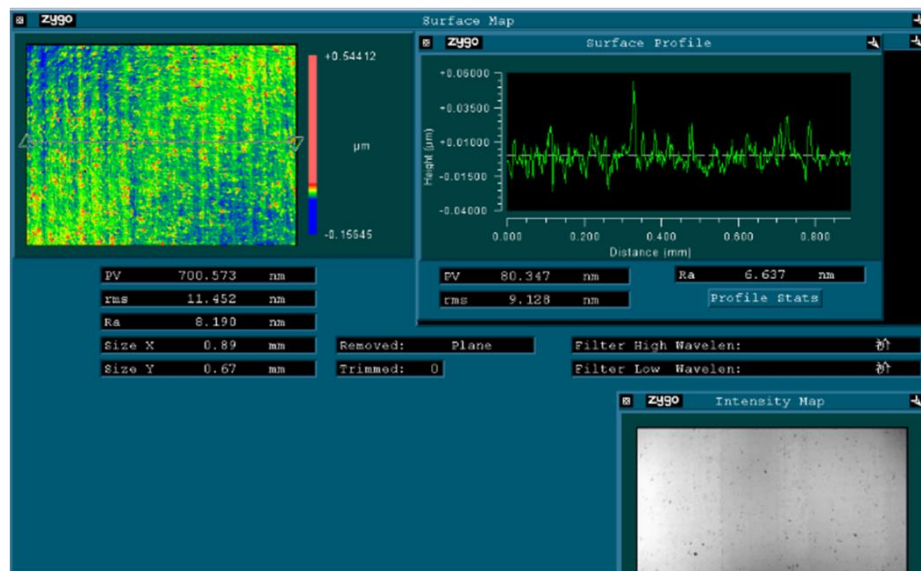 zygo Surface Map
+0.54412
µm
-0.15645
PV 700.573 nm
rms 11.452 nm
Ra 8.190 nm
Size X 0.89 mm
Size Y 0.67 mm
zygo Surface Profile
+0.06000
+0.03500
+0.01000
-0.01500
-0.04000
Height (µm)
0.000 0.200 0.400 0.600 0.800
Distance (mm)
PV 80.347 nm
rms 9.128 nm
Ra 6.637 nm
Profile Stats
Removed: Plane
Trimmed: 0
Filter High Wavelen:
Filter Low Wavelen:
zygo Intensity Map